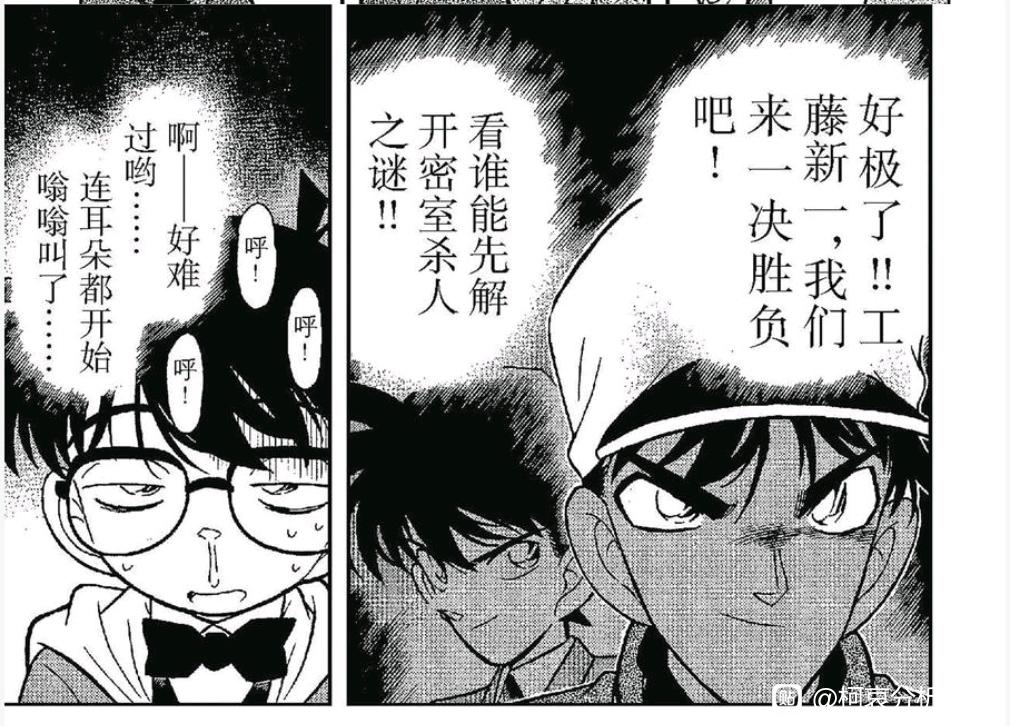 好极了!!工
藤新一,我们
来一决胜负
吧!
看谁能先解
开密室杀人
之谜!!
呼!
呼!
呼!
啊——好难
过哟……
连耳朵都开始
嗡嗡叫了……
@柯哀分析